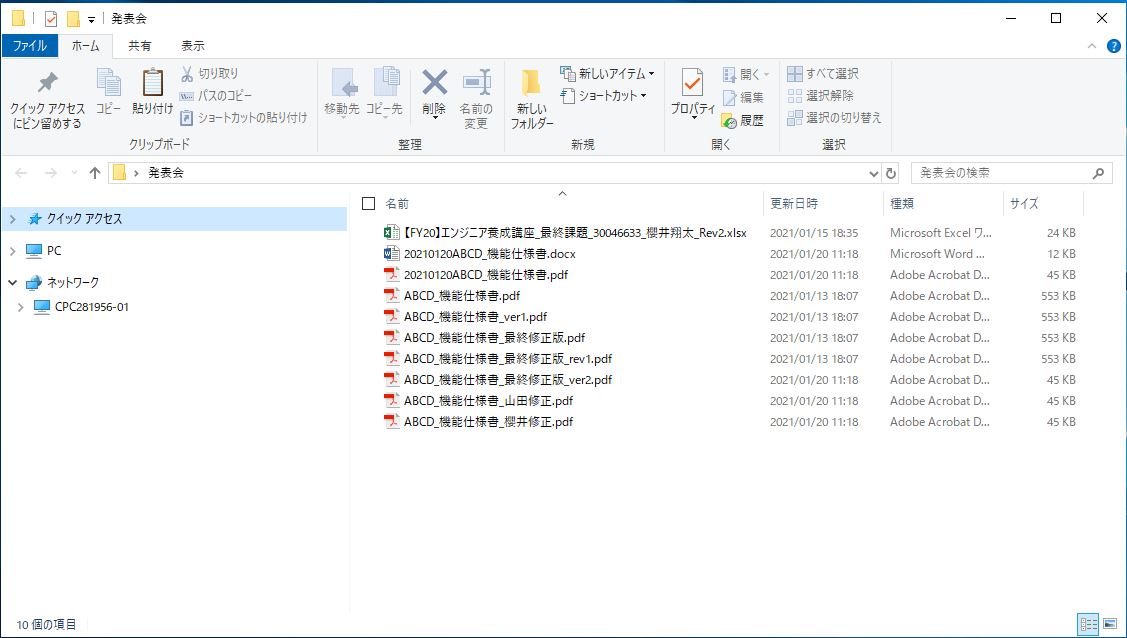 発表会
ファイル ホーム 共有 表示
クイック アクセス
にピン留めする
コピー
貼り付け
切り取り
パスのコピー
ショートカットの貼り付け
クリップボード
移動先
コピー先
削除
名前の
変更
整理
新しい
フォルダー
新しいアイテム
ショートカット
新規
プロパティ
開く
編集
履歴
開く
すべて選択
選択解除
選択の切り替え
選択
発表会
発表会の検索
クイック アクセス
PC
ネットワーク
CPC281956-01
名前 更新日時 種類 サイズ
【FY20】エンジニア養成講座_最終課題_30046633_櫻井翔太_Rev2.xlsx 2021/01/15 18:35 Microsoft Excel ワ... 24 KB
20210120ABCD_機能仕様書.docx 2021/01/20 11:18 Microsoft Word ... 12 KB
20210120ABCD_機能仕様書.pdf 2021/01/20 11:18 Adobe Acrobat D... 45 KB
ABCD_機能仕様書.pdf 2021/01/13 18:07 Adobe Acrobat D... 553 KB
ABCD_機能仕様書_ver1.pdf 2021/01/13 18:07 Adobe Acrobat D... 553 KB
ABCD_機能仕様書_最終修正版.pdf 2021/01/13 18:07 Adobe Acrobat D... 553 KB
ABCD_機能仕様書_最終修正版_rev1.pdf 2021/01/13 18:07 Adobe Acrobat D... 553 KB
ABCD_機能仕様書_最終修正版_ver2.pdf 2021/01/20 11:18 Adobe Acrobat D... 45 KB
ABCD_機能仕様書_山田修正.pdf 2021/01/20 11:18 Adobe Acrobat D... 45 KB
ABCD_機能仕様書_櫻井修正.pdf 2021/01/20 11:18 Adobe Acrobat D... 45 KB
10 個の項目